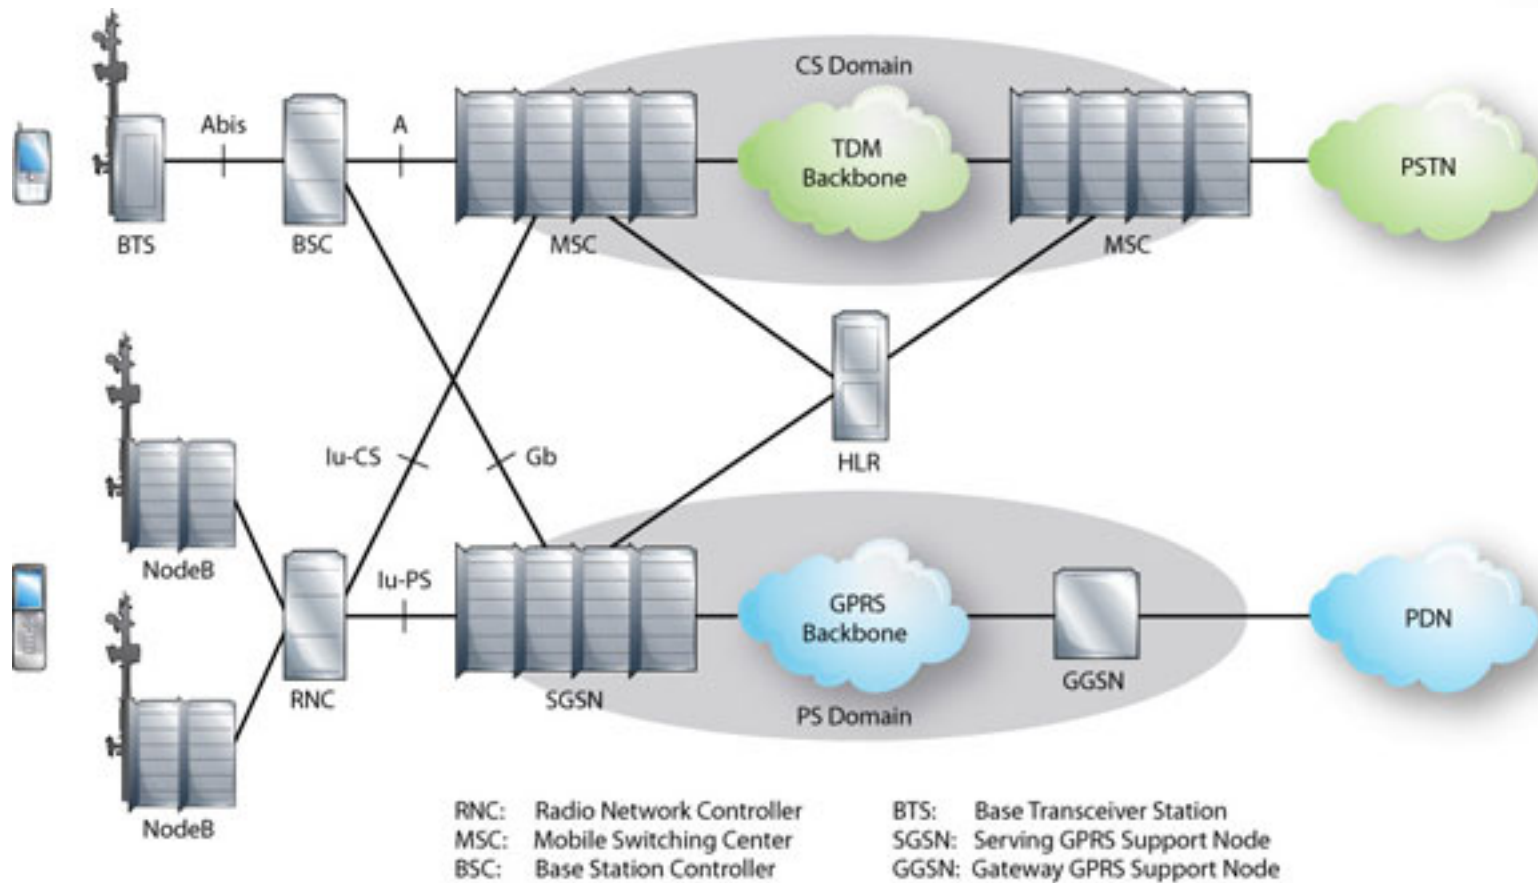 CS Domain
Abis
A
TDM
Backbone
PSTN
BTS
BSC
MSC
MSC
Iu-CS
Gb
HLR
NodeB
Iu-PS
GPRS
Backbone
PDN
RNC
SGSN
GGSN
PS Domain
NodeB
RNC: Radio Network Controller
MSC: Mobile Switching Center
BSC: Base Station Controller
BTS: Base Transceiver Station
SGSN: Serving GPRS Support Node
GGSN: Gateway GPRS Support Node